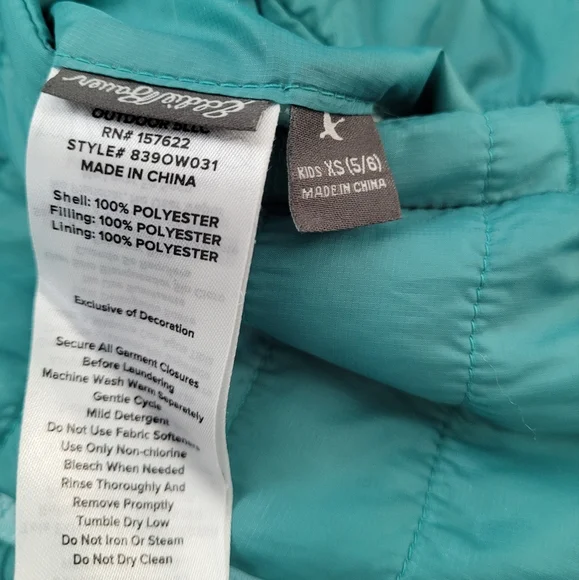 Eddie Bauer
OUTDOOR 5LLC
RN# 157622
STYLE# 839OW031
MADE IN CHINA
Shell: 100% POLYESTER
Filling: 100% POLYESTER
Lining: 100% POLYESTER
Exclusive of Decoration
Secure All Garment Closures
Before Laundering
Machine Wash Warm Separately
Gentle Cycle
Mild Detergent
Do Not Use Fabric Softeners
Use Only Non-chlorine
Bleach When Needed
Rinse Thoroughly And
Remove Promptly
Tumble Dry Low
Do Not Iron Or Steam
Do Not Dry Clean
KIDS XS (5/6)
MADE IN CHINA